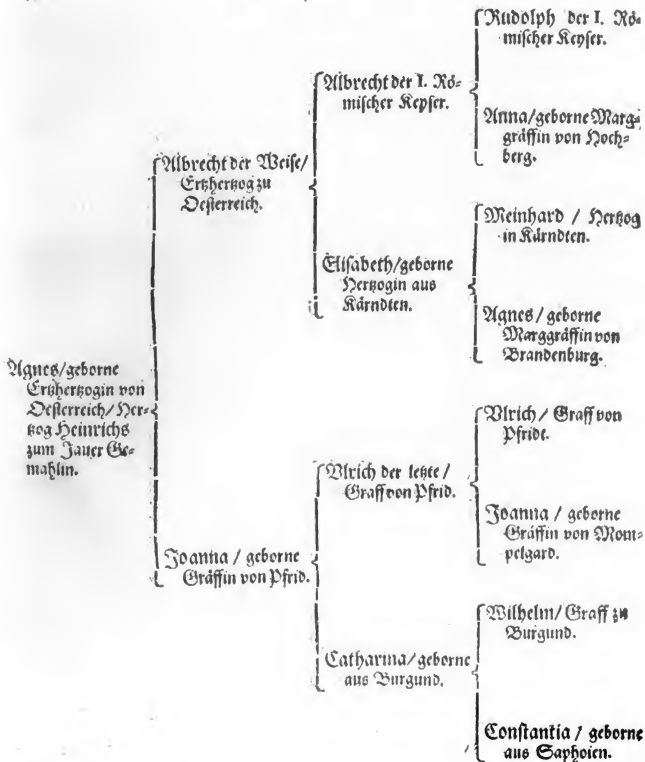 Rudolph der I. Rö-
mischer Keyser.
Albrecht der I. Rö-
mischer Keyser.
Anna/geborne Marg-
gräffin von Hoch-
berg.
Albrecht der Weise/
Ertzhertzog zu
Oesterreich.
Meinhard / Hertzog
in Kärndten.
Elisabeth/geborne
Hertzogin aus
Kärndten.
Agnes / geborne
Marggräffin von
Brandenburg.
Agnes/geborne
Ertzhertzogin von
Oesterreich/Her-
tzog Heinrichs
zum Jauer Ge-
mahlin.
Vlrich / Graff von
Pfridt.
Vlrich der letzte /
Graff von Pfrid.
Joanna / geborne
Gräffin von Mom-
pelgard.
Joanna / geborne
Gräffin von Pfrid.
Wilhelm/ Graff zu
Burgund.
Catharina/geborne
aus Burgund.
Constantia / geborne
aus Saphoien.